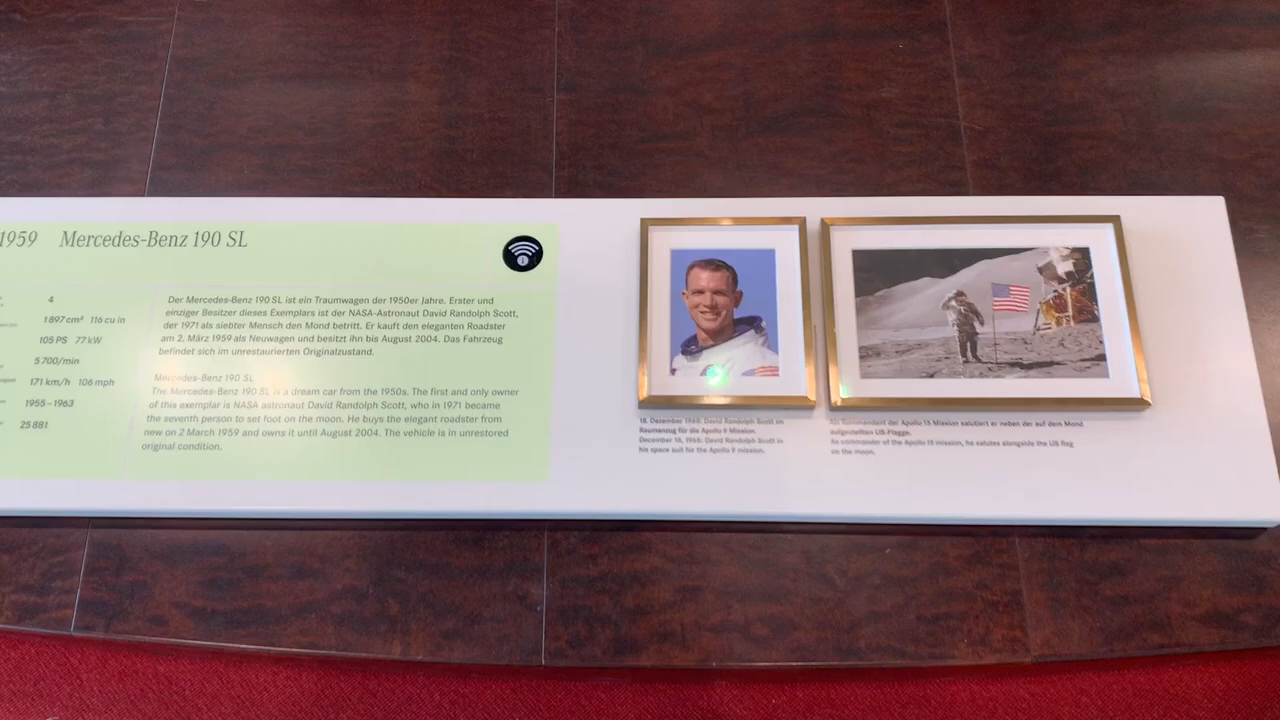 1959 Mercedes-Benz 190 SL
4
1 897 cm³ 116 cu in
105 PS 77 kW
5 700/min
171 km/h 106 mph
1955 – 1963
25 881
Der Mercedes-Benz 190 SL ist ein Traumwagen der 1950er Jahre. Erster und
einziger Besitzer dieses Exemplars ist der NASA-Astronaut David Randolph Scott,
der 1971 als siebter Mensch den Mond betritt. Er kauft den eleganten Roadster
am 2. März 1959 als Neuwagen und besitzt ihn bis August 2004. Das Fahrzeug
befindet sich im unrestaurierten Originalzustand.
Mercedes-Benz 190 SL
The Mercedes-Benz 190 SL is a dream car from the 1950s. The first and only owner
of this exemplar is NASA astronaut David Randolph Scott, who in 1971 became
the seventh person to set foot on the moon. He buys the elegant roadster from
new on 2 March 1959 and owns it until August 2004. The vehicle is in unrestored
original condition.
18. Dezember 1968: David Randolph Scott im
Raumanzug für die Apollo 9 Mission.
December 18, 1968: David Randolph Scott in
his space suit for the Apollo 9 mission.
Als Kommandant der Apollo 15 Mission salutiert er neben der auf dem Mond
aufgestellten US-Flagge.
As commander of the Apollo 15 mission, he salutes alongside the US flag
on the moon.